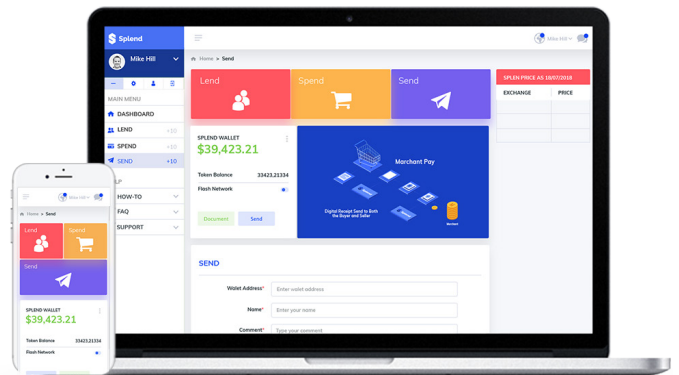 Splend
Mike Hill
Mike Hill
Home > Send
MAIN MENU
DASHBOARD
LEND +10
SPEND +10
SEND +10
HOW-TO
FAQ
SUPPORT
Lend
Spend
Send
SPLEND WALLET
$39,423.21
Token Balance 33423.21334
Flash Network
Document
Send
Marchant Pay
Digital Receipt Send to Both
the Buyer and Seller
SPLEN PRICE AS 18/07/2018
EXCHANGE PRICE
SEND
Walet Address*
Enter walet address
Name*
Enter your name
Comment*
Type your comment
Mike Hill
Home > Send
Lend
Spend
Send
SPLEND WALLET
$39,423.21
Token Balance 33423.21334
Flash Network